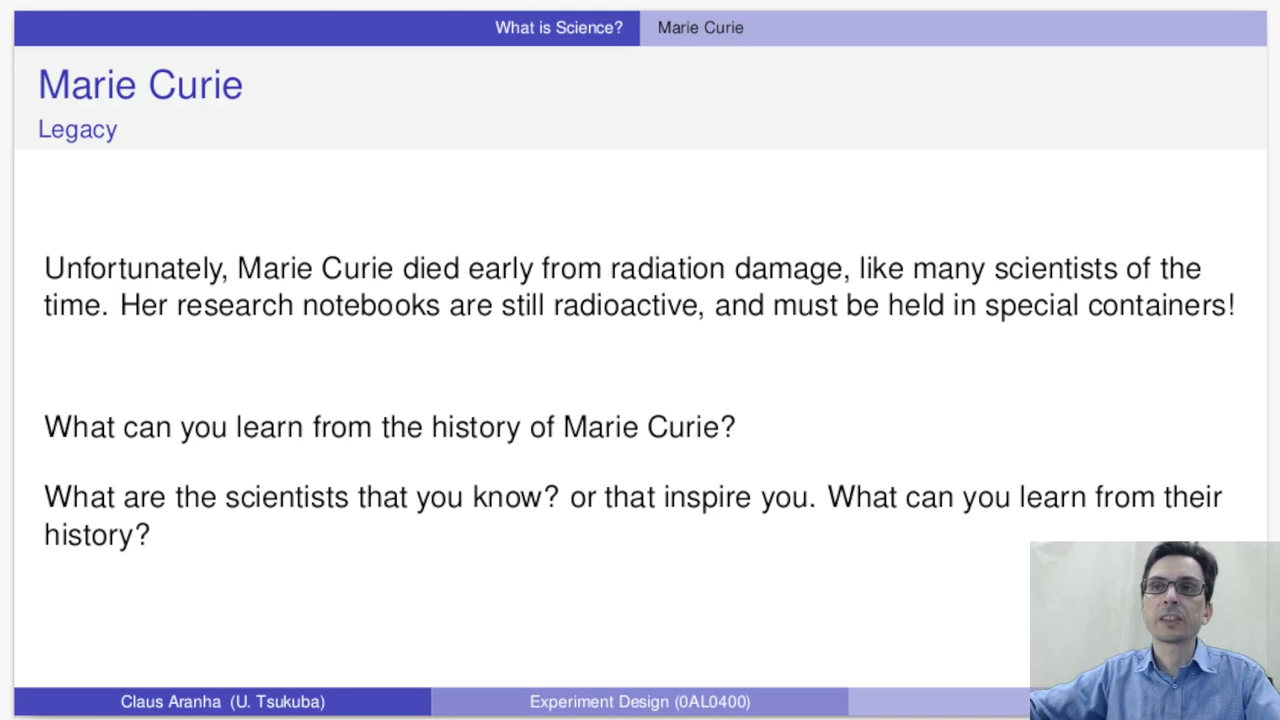 What is Science?
Marie Curie
Marie Curie
Legacy
Unfortunately, Marie Curie died early from radiation damage, like many scientists of the
time. Her research notebooks are still radioactive, and must be held in special containers!
What can you learn from the history of Marie Curie?
What are the scientists that you know? or that inspire you. What can you learn from their
history?
Claus Aranha (U. Tsukuba)
Experiment Design (0AL0400)